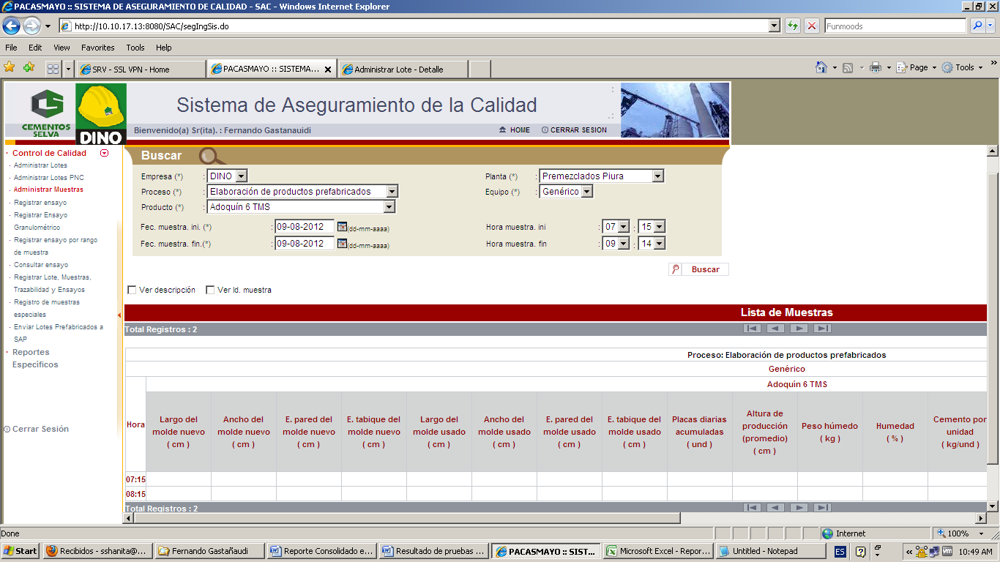 PACASMAYO :: SISTEMA DE ASEGURAMIENTO DE CALIDAD - SAC - Windows Internet Explorer
http://10.10.17.13:8080/SAC/segIngSis.do
Funmoods
File Edit View Favorites Tools Help
SRV - SSL VPN - Home
PACASMAYO :: SISTEMA...
Administrar Lote - Detalle
Page
Tools
CS
CEMENTOS
SELVA
DINO
Sistema de Aseguramiento de la Calidad
Bienvenido(a) Sr(ita). : Fernando Gastanauidi
HOME
CERRAR SESION
· Control de Calidad
· Administrar Lotes
· Administrar Lotes PNC
· Administrar Muestras
· Registrar ensayo
· Registrar Ensayo
Granulométrico
· Registrar ensayo por rango
de muestra
· Consultar ensayo
· Registrar Lote, Muestras,
Trazabilidad y Ensayos
· Registro de muestras
especiales
· Enviar Lotes Prefabricados a
SAP
· Reportes
Específicos
Cerrar Sesión
Buscar
Empresa (*) : DINO
Planta (*) : Premezclados Piura
Proceso (*) : Elaboración de productos prefabricados
Equipo (*) : Genérico
Producto (*) : Adoquín 6 TMS
Fec. muestra. ini. (*) : 09-08-2012 (dd-mm-aaaa)
Hora muestra. ini : 07 : 15
Fec. muestra. fin.(*) : 09-08-2012 (dd-mm-aaaa)
Hora muestra. fin : 09 : 14
Buscar
Ver descripción
Ver Id. muestra
Lista de Muestras
Total Registros : 2
Proceso: Elaboración de productos prefabricados
Genérico
Adoquín 6 TMS
Hora
Largo del
molde nuevo
( cm )
Ancho del
molde nuevo
( cm )
E. pared del
molde nuevo
( cm )
E. tabique del
molde nuevo
( cm )
Largo del
molde usado
( cm )
Ancho del
molde usado
( cm )
E. pared del
molde usado
( cm )
E. tabique del
molde usado
( cm )
Placas diarias
acumuladas
( und )
Altura de
producción
(promedio)
( cm )
Peso húmedo
( kg )
Humedad
( % )
Cemento por
unidad
( kg/und )
07:15
08:15
Total Registros : 2
Done
Internet
100%
Start
Recibidos - sshanita@...
Fernando Gastañaudi
Reporte Consolidado e...
Resultado de pruebas ...
PACASMAYO :: SIST...
Microsoft Excel - Repor...
Untitled - Notepad
ES
10:49 AM